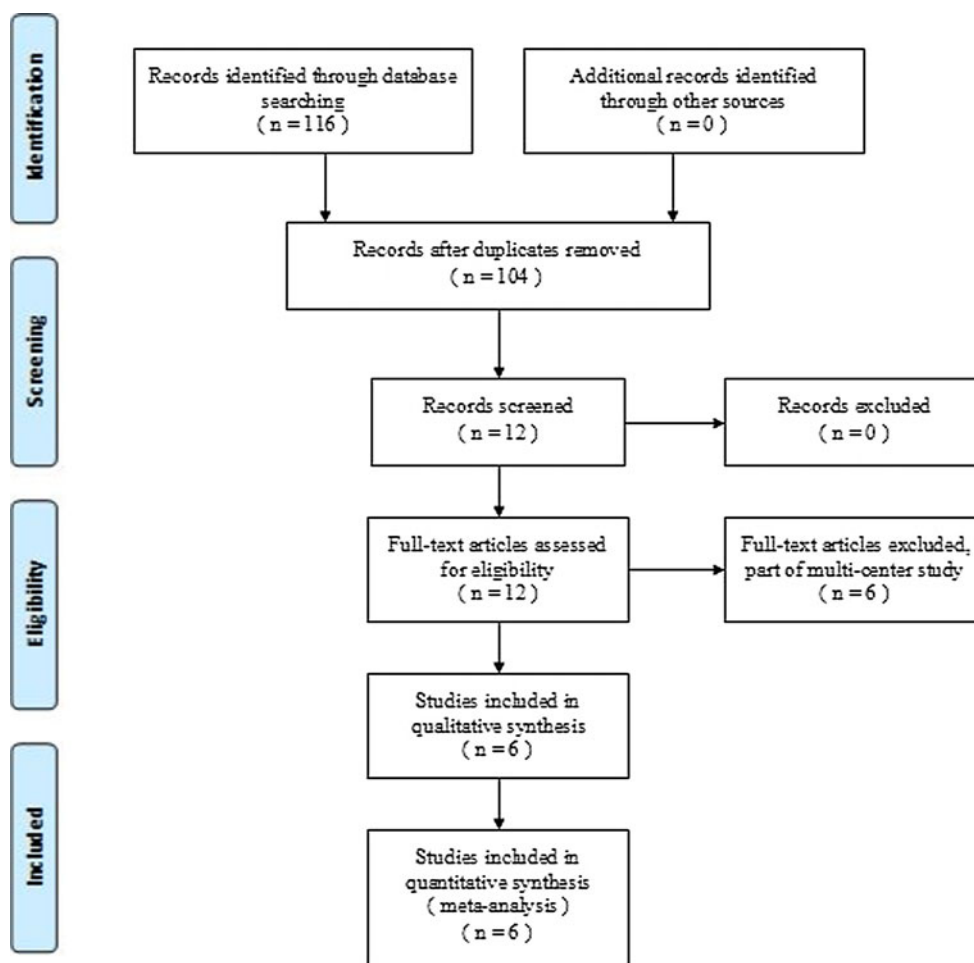 Identification
Records identified through database
searching
( n = 116 )
Additional records identified
through other sources
( n = 0 )
Records after duplicates removed
( n = 104 )
Screening
Records screened
( n = 12 )
Records excluded
( n = 0 )
Eligibility
Full-text articles assessed
for eligibility
( n = 12 )
Full-text articles excluded,
part of multi-center study
( n = 6 )
Studies included in
qualitative synthesis
( n = 6 )
Included
Studies included in
quantitative synthesis
( meta-analysis )
( n = 6 )